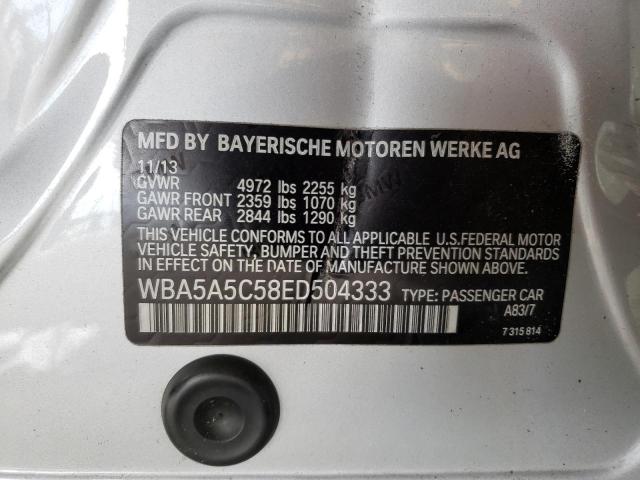 MFD BY BAYERISCHE MOTOREN WERKE AG
11/13
GVWR 4972 lbs 2255 kg
GAWR FRONT 2359 lbs 1070 kg
GAWR REAR 2844 lbs 1290 kg
THIS VEHICLE CONFORMS TO ALL APPLICABLE U.S.FEDERAL MOTOR
VEHICLE SAFETY, BUMPER AND THEFT PREVENTION STANDARDS
IN EFFECT ON THE DATE OF MANUFACTURE SHOWN ABOVE.
WBA5A5C58ED504333 TYPE: PASSENGER CAR
A83/7
7 315 814